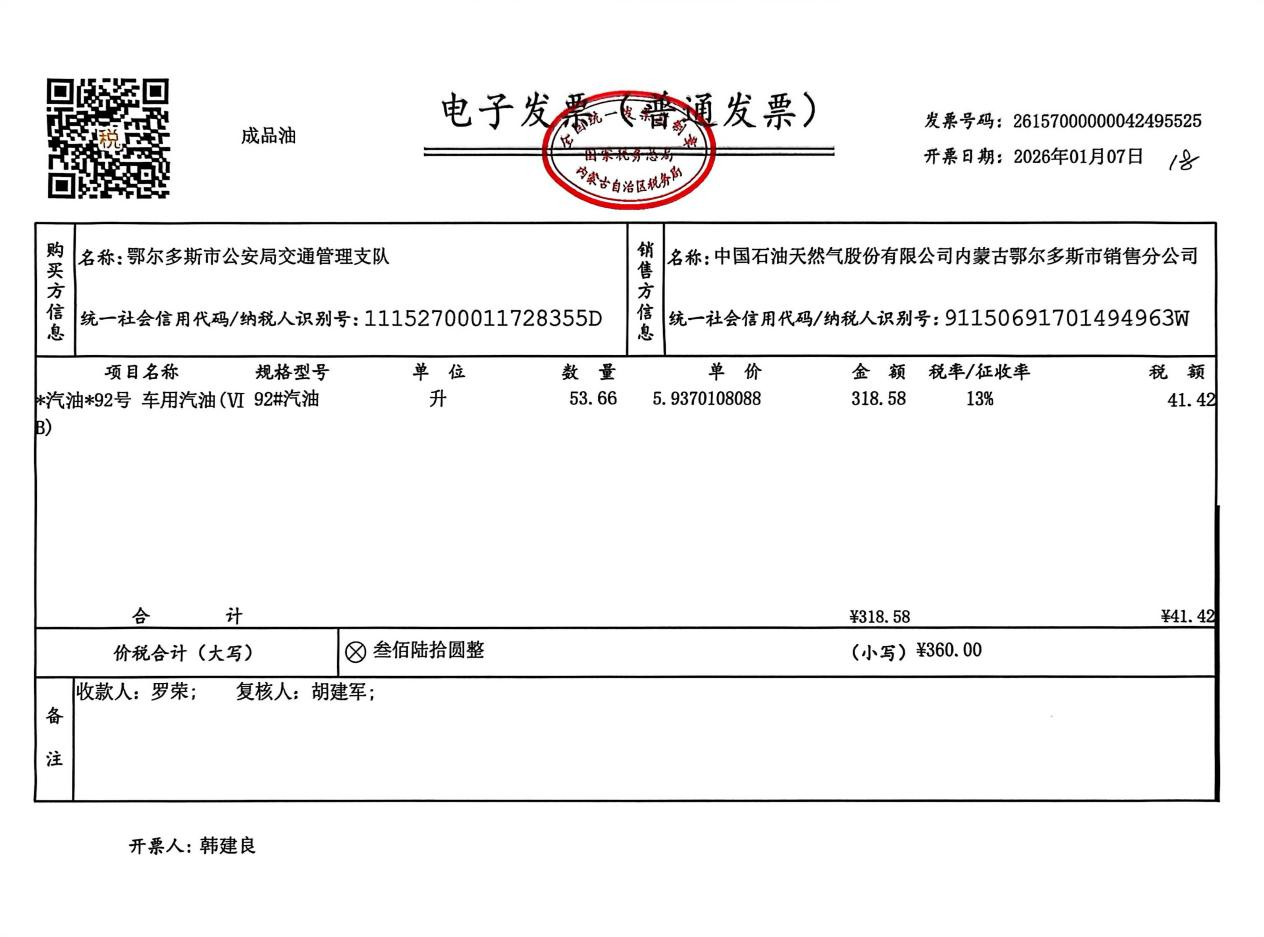 税
成品油
电子发票（普通发票）
全国统一发票监制章
国家税务总局
内蒙古自治区税务局
发票号码：26157000000042495525
开票日期：2026年01月07日
18
购买方信息
名称：鄂尔多斯市公安局交通管理支队
统一社会信用代码/纳税人识别号：11152700011728355D
销售方信息
名称：中国石油天然气股份有限公司内蒙古鄂尔多斯市销售分公司
统一社会信用代码/纳税人识别号：91150691701494963W
项目名称 规格型号 单位 数量 单价 金额 税率/征收率 税额
*汽油*92号 车用汽油(Ⅵ 92#汽油 升 53.66 5.9370108088 318.58 13% 41.42
B)
合计 ¥318.58 ¥41.42
价税合计（大写） ⊗ 叁佰陆拾圆整 （小写）¥360.00
备注
收款人：罗荣; 复核人：胡建军;
开票人：韩建良